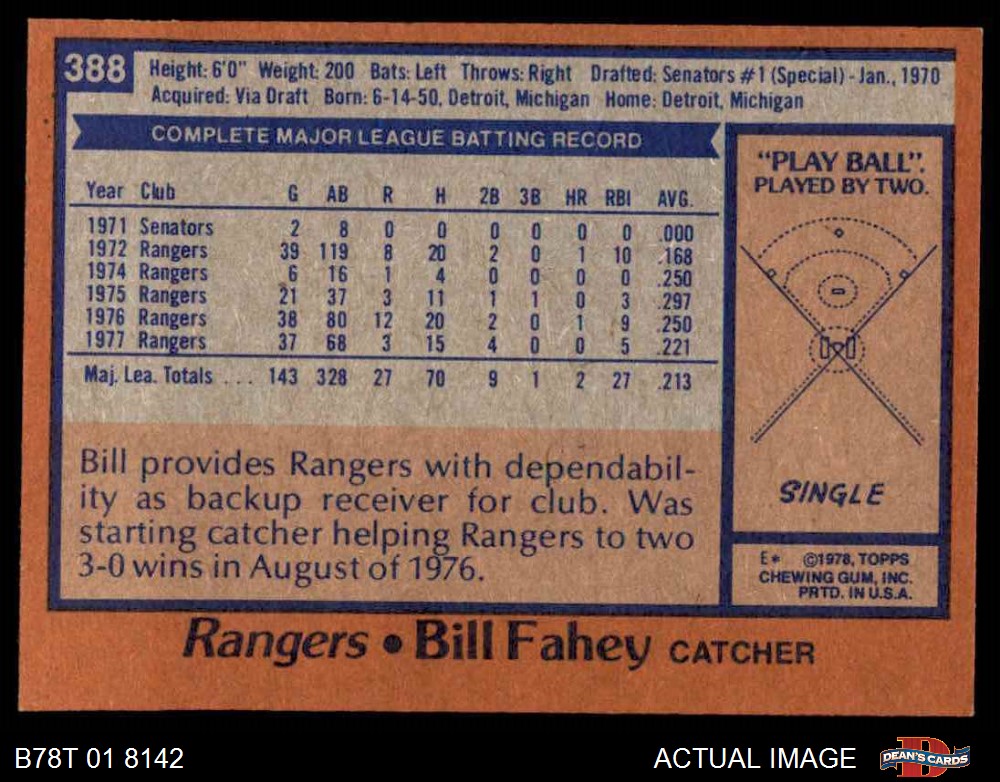 388
Height: 6'0" Weight: 200 Bats: Left Throws: Right Drafted: Senators #1 (Special) - Jan., 1970
Acquired: Via Draft Born: 6-14-50, Detroit, Michigan Home: Detroit, Michigan
COMPLETE MAJOR LEAGUE BATTING RECORD
Year Club G AB R H 2B 3B HR RBI AVG.
1971 Senators 2 8 0 0 0 0 0 0 .000
1972 Rangers 39 119 8 20 2 0 1 10 .168
1974 Rangers 6 16 1 4 0 0 0 0 .250
1975 Rangers 21 37 3 11 1 1 0 3 .297
1976 Rangers 38 80 12 20 2 0 1 9 .250
1977 Rangers 37 68 3 15 4 0 0 5 .221
Maj. Lea. Totals ... 143 328 27 70 9 1 2 27 .213
Bill provides Rangers with dependabil-
ity as backup receiver for club. Was
starting catcher helping Rangers to two
3-0 wins in August of 1976.
"PLAY BALL".
PLAYED BY TWO.
SINGLE
E* ©1978, TOPPS
CHEWING GUM, INC.
PRTD. IN U.S.A.
Rangers • Bill Fahey CATCHER
B78T 01 8142
ACTUAL IMAGE
DEAN'S CARDS